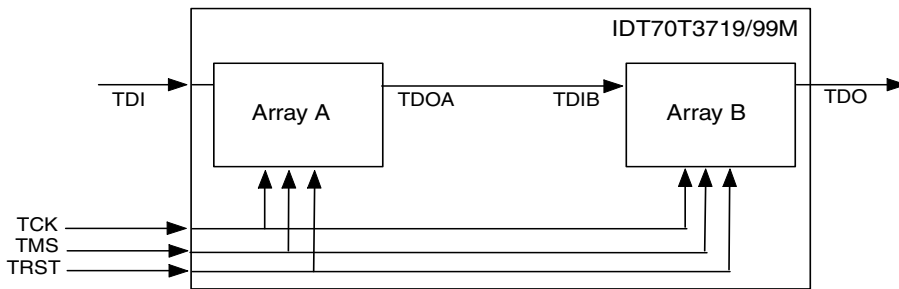 IDT70T3719/99M
TDI
Array A
TDOA
TDIB
Array B
TDO
TCK
TMS
TRST